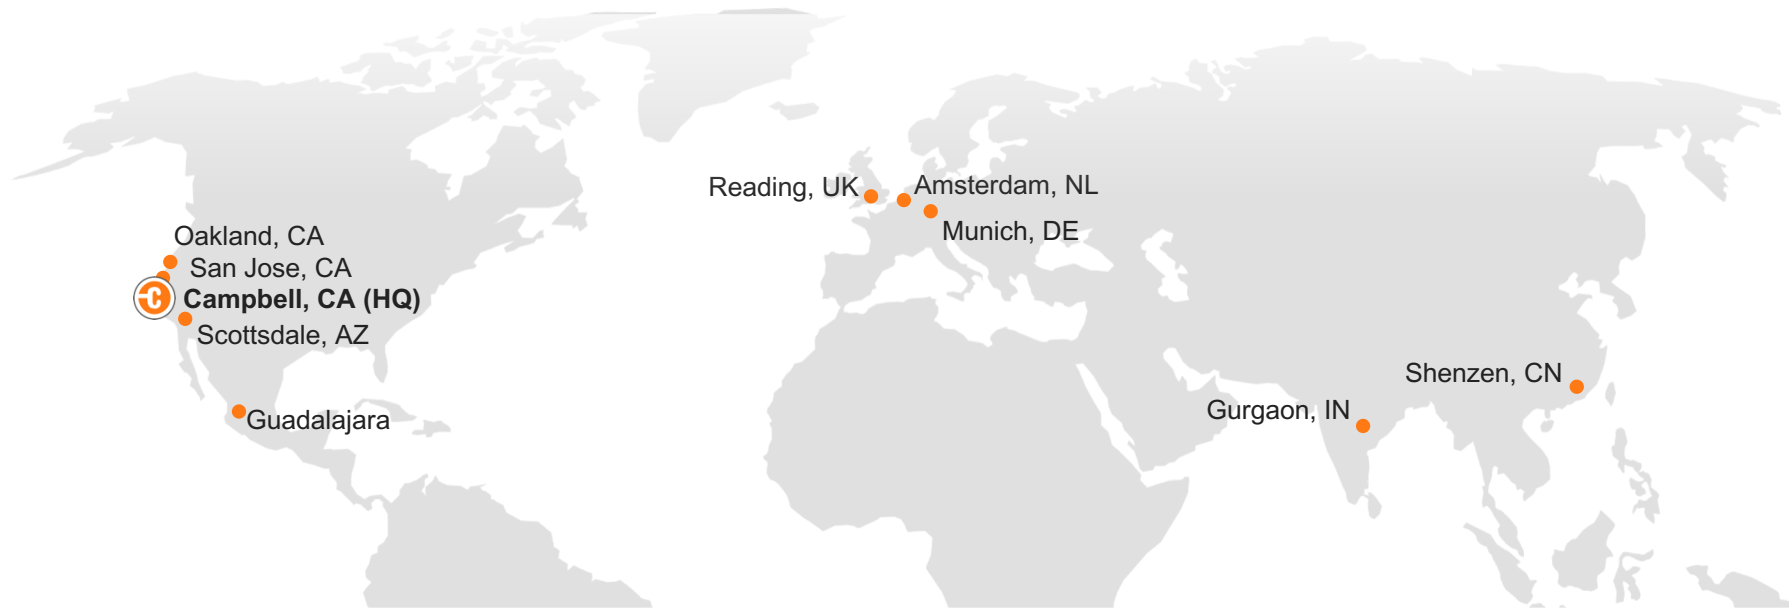 Reading, UK
Amsterdam, NL
Munich, DE
Oakland, CA
San Jose, CA
Campbell, CA (HQ)
Scottsdale, AZ
Guadalajara
Shenzen, CN
Gurgaon, IN